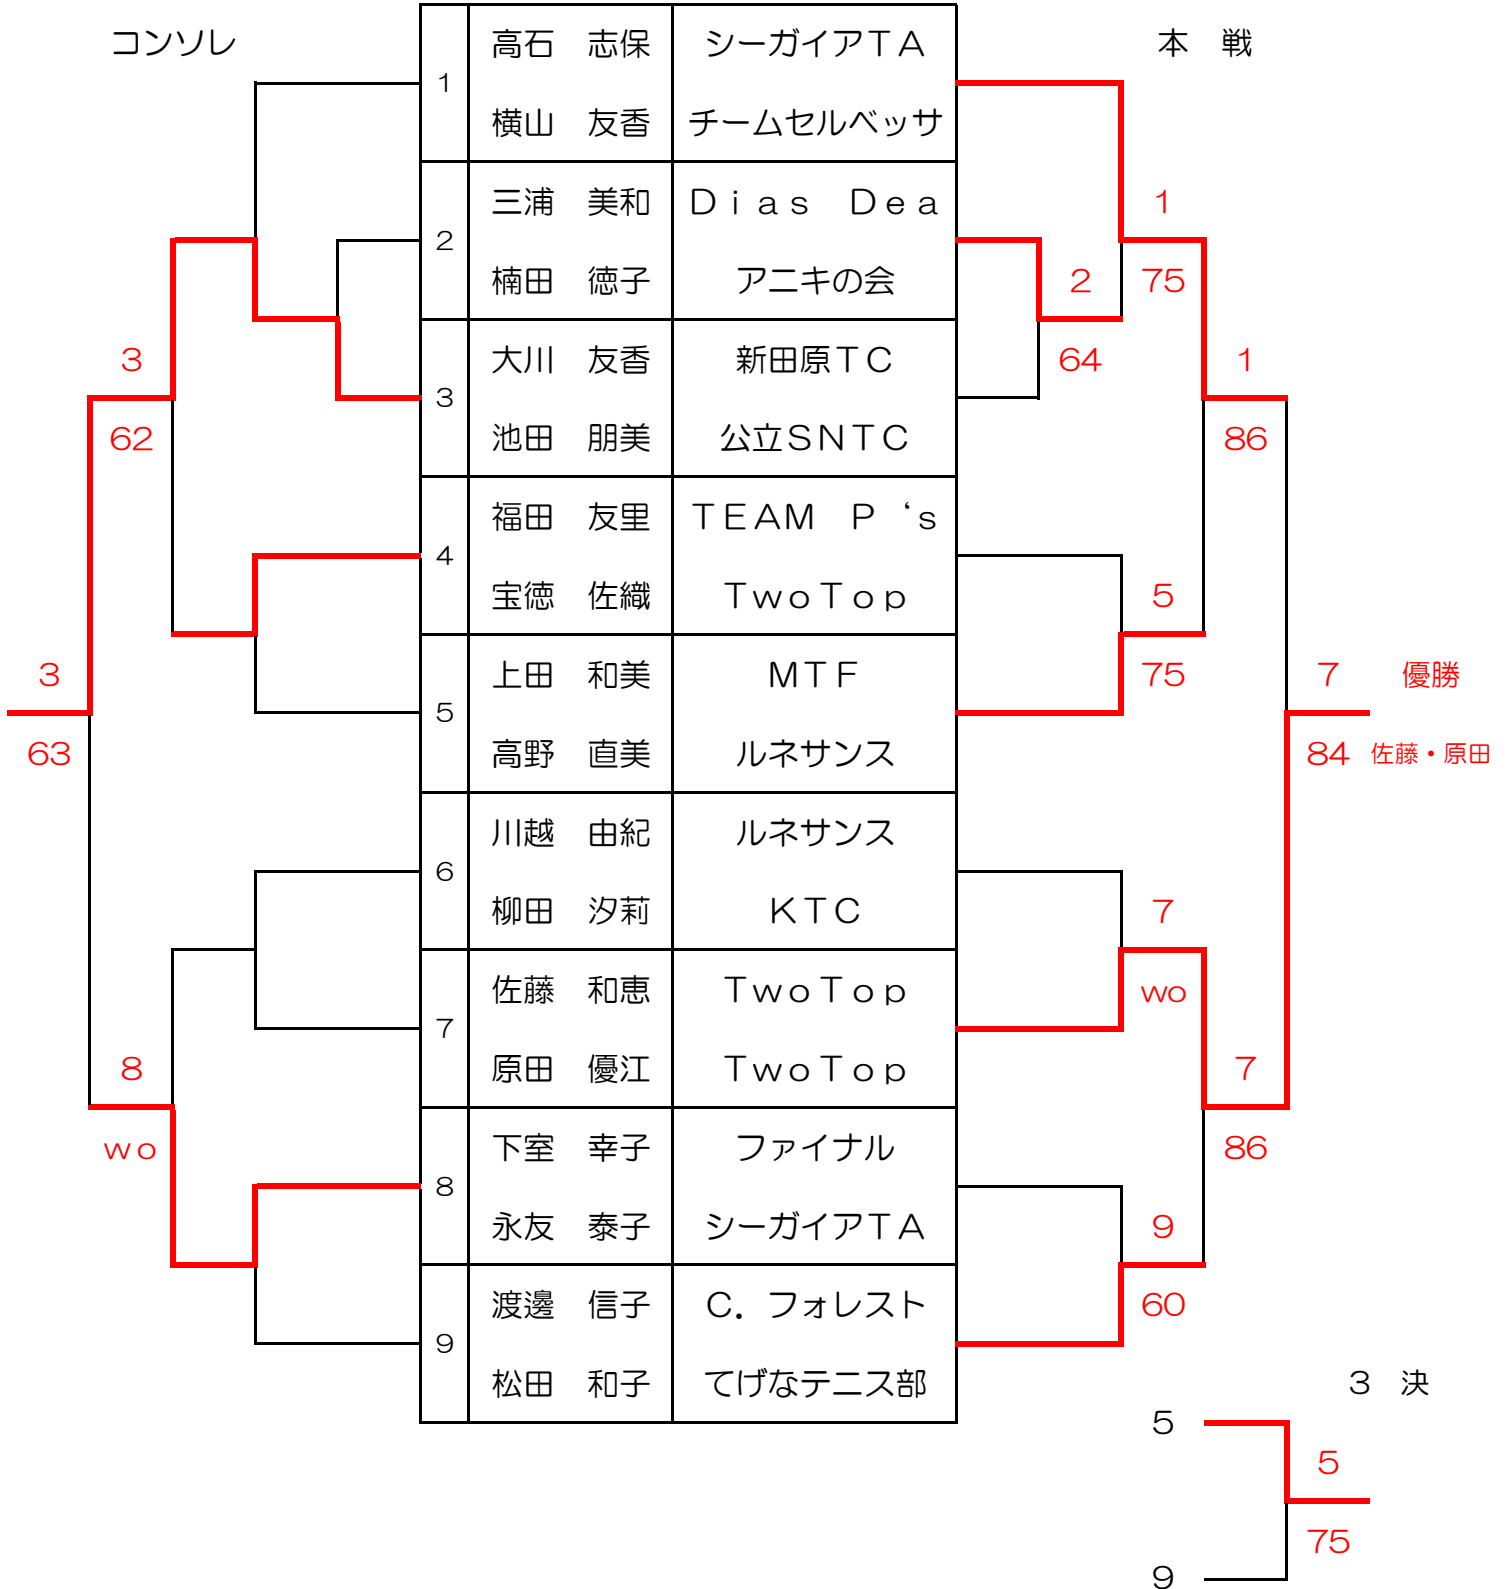 コンソレ
本　戦
1
高石　志保　シーガイアＴＡ
横山　友香　チームセルベッサ
2
三浦　美和　Ｄｉａｓ　Ｄｅａ
楠田　徳子　アニキの会
3
大川　友香　新田原ＴＣ
池田　朋美　公立ＳＮＴＣ
4
福田　友里　ＴＥＡＭ　Ｐ‘ｓ
宝徳　佐織　ＴｗｏＴｏｐ
5
上田　和美　ＭＴＦ
高野　直美　ルネサンス
6
川越　由紀　ルネサンス
柳田　汐莉　ＫＴＣ
7
佐藤　和恵　ＴｗｏＴｏｐ
原田　優江　ＴｗｏＴｏｐ
8
下室　幸子　ファイナル
永友　泰子　シーガイアＴＡ
9
渡邊　信子　Ｃ．フォレスト
松田　和子　てげなテニス部
3
62
3
63
8
ｗｏ
1
75
2
64
1
86
5
75
7
優勝
84
佐藤・原田
7
wo
7
86
9
60
３　決
5
5
75
9